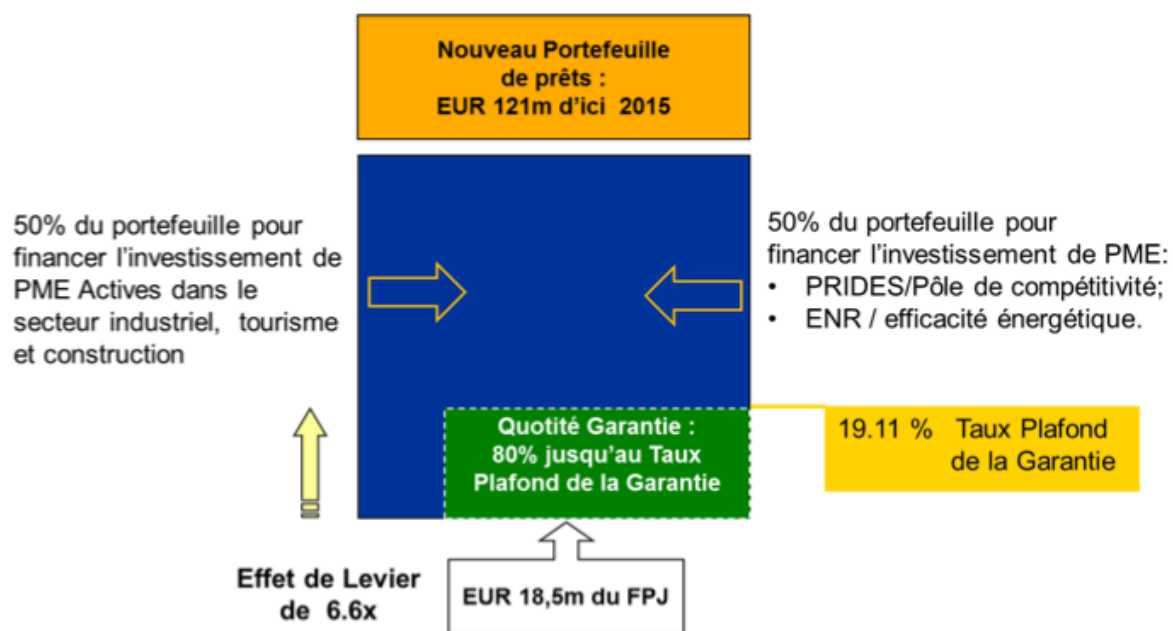 Nouveau Portefeuille
de prêts :
EUR 121m d'ici 2015
50% du portefeuille pour
financer l'investissement de
PME Actives dans le
secteur industriel, tourisme
et construction
50% du portefeuille pour
financer l'investissement de PME:
• PRIDES/Pôle de compétitivité;
• ENR / efficacité énergétique.
Quotité Garantie :
80% jusqu'au Taux
Plafond de la Garantie
19.11 % Taux Plafond
de la Garantie
Effet de Levier
de 6.6x
EUR 18,5m du FPJ